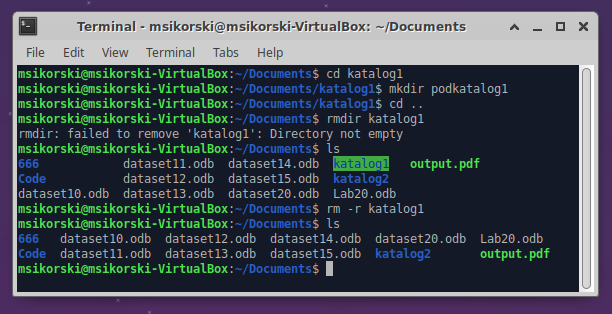 Terminal - msikorski@msikorski-VirtualBox: ~/Documents
File Edit View Terminal Tabs Help
msikorski@msikorski-VirtualBox:~/Documents$ cd katalog1
msikorski@msikorski-VirtualBox:~/Documents/katalog1$ mkdir podkatalog1
msikorski@msikorski-VirtualBox:~/Documents/katalog1$ cd ..
msikorski@msikorski-VirtualBox:~/Documents$ rmdir katalog1
rmdir: failed to remove 'katalog1': Directory not empty
msikorski@msikorski-VirtualBox:~/Documents$ ls
666 dataset11.odb dataset14.odb katalog1 output.pdf
Code dataset12.odb dataset15.odb katalog2
dataset10.odb dataset13.odb dataset20.odb Lab20.odb
msikorski@msikorski-VirtualBox:~/Documents$ rm -r katalog1
msikorski@msikorski-VirtualBox:~/Documents$ ls
666 dataset10.odb dataset12.odb dataset14.odb dataset20.odb Lab20.odb
Code dataset11.odb dataset13.odb dataset15.odb katalog2 output.pdf
msikorski@msikorski-VirtualBox:~/Documents$